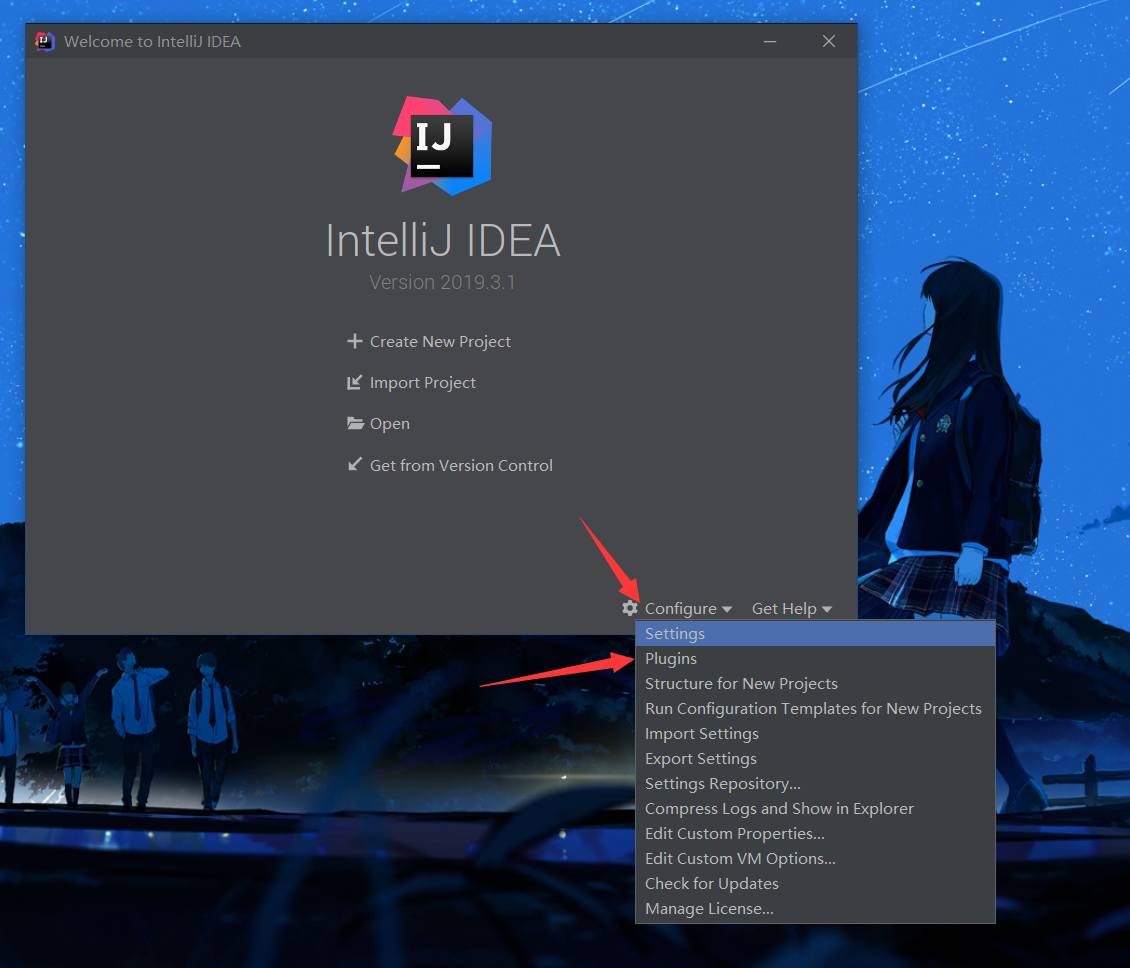 Welcome to IntelliJ IDEA
IJ
IntelliJ IDEA
Version 2019.3.1
Create New Project
Import Project
Open
Get from Version Control
Configure Get Help
Settings
Plugins
Structure for New Projects
Run Configuration Templates for New Projects
Import Settings
Export Settings
Settings Repository...
Compress Logs and Show in Explorer
Edit Custom Properties...
Edit Custom VM Options...
Check for Updates
Manage License...